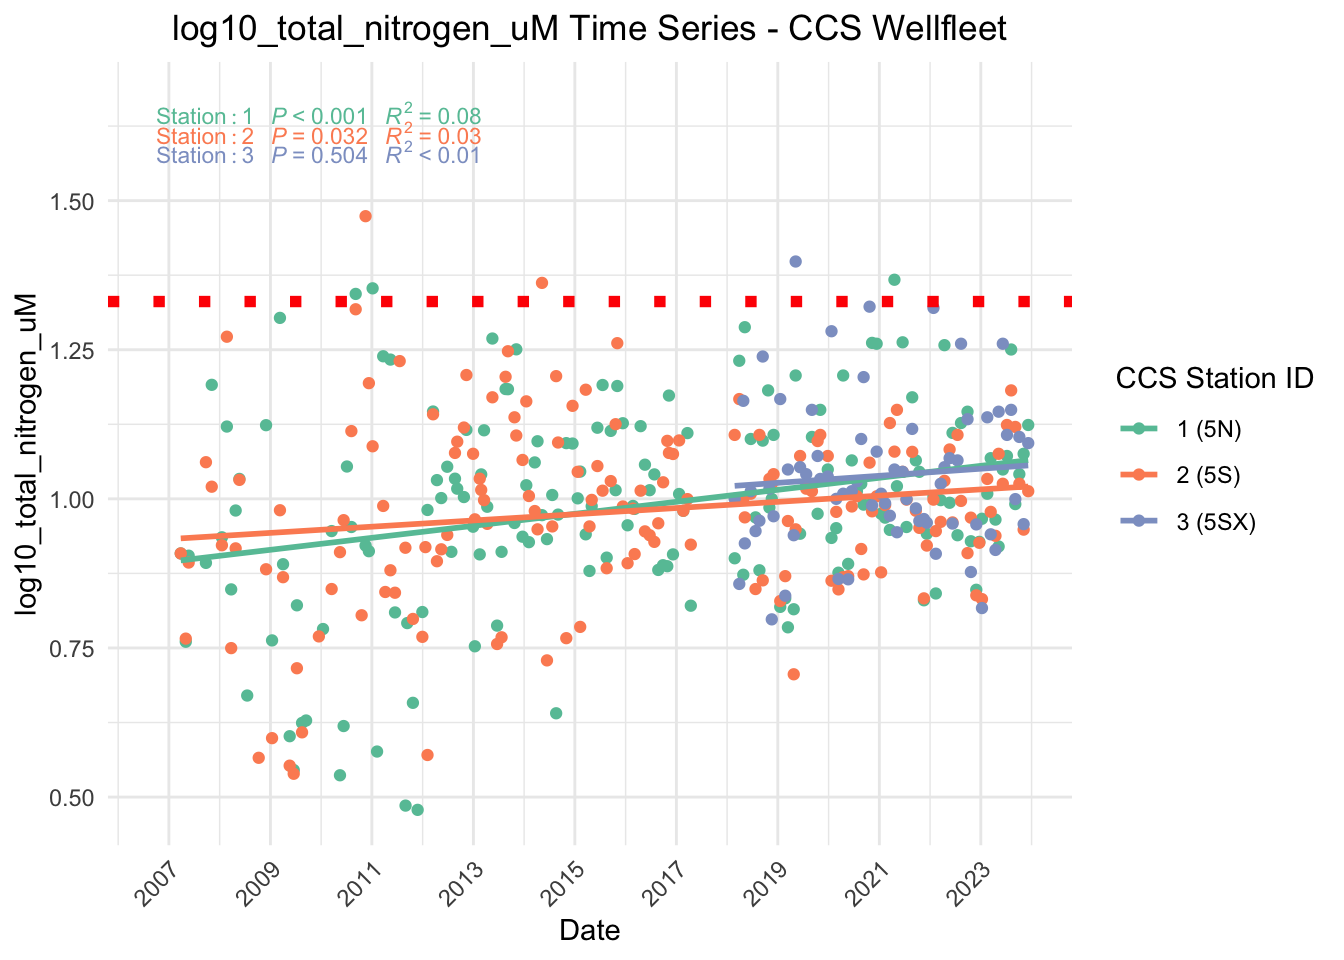 log10_total_nitrogen_uM Time Series - CCS Wellfleet
Station : 1 P < 0.001 R² = 0.08
Station : 2 P = 0.032 R² = 0.03
Station : 3 P = 0.504 R² < 0.01
log10_total_nitrogen_uM
1.50
1.25
1.00
0.75
0.50
2007 2009 2011 2013 2015 2017 2019 2021 2023
Date
CCS Station ID
1 (5N)
2 (5S)
3 (5SX)